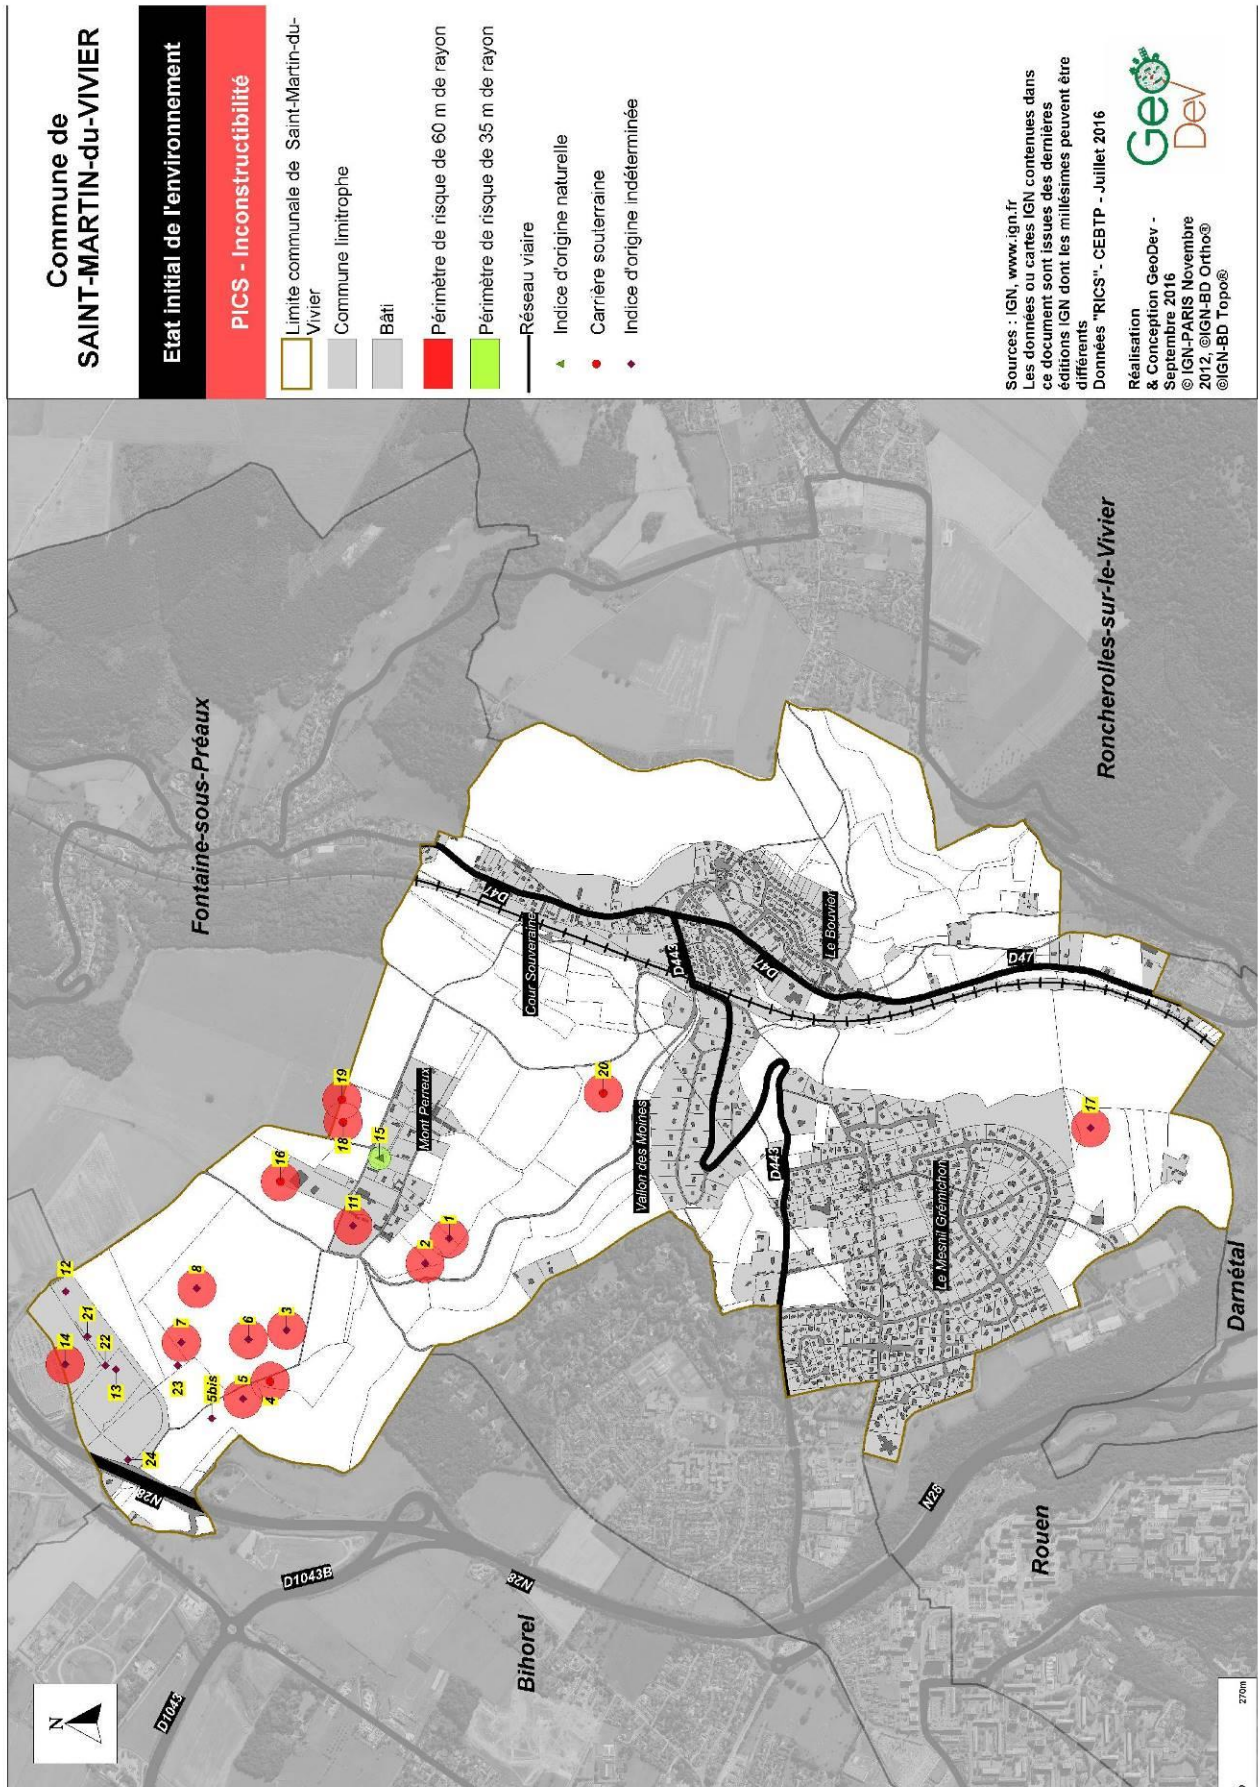 Commune de
SAINT-MARTIN-du-VIVIER
Etat initial de l'environnement
PICS - Inconstructibilité
Limite communale de Saint-Martin-du-
Vivier
Commune limitrophe
Bâti
Périmètre de risque de 60 m de rayon
Périmètre de risque de 35 m de rayon
Réseau viaire
Indice d'origine naturelle
Carrière souterraine
Indice d'origine indéterminée
Sources : IGN, www.ign.fr
Les données ou cartes IGN contenues dans
ce document sont issues des dernières
éditions IGN dont les millésimes peuvent être
différents
Données "RICS"- CEBTP - Juillet 2016
Réalisation
& Conception GeoDev -
Septembre 2016
© IGN-PARIS Novembre
2012, ©IGN-BD Ortho®
©IGN-BD Topo®
Geo
Dev
N
D1043
D1043B
N28
N28
N28
Bihorel
Rouen
Darnétal
Fontaine-sous-Préaux
Roncherolles-sur-le-Vivier
24
14
12
21
22
13
23
5bis
7
8
5
6
4
3
16
11
2
1
18
19
15
20
17
Mont Perreux
Cour Souveraine
D47
D443
D47
Le Bouvier
D47
Vallon des Moines
D443
Le Mesnil Grémichon
270m